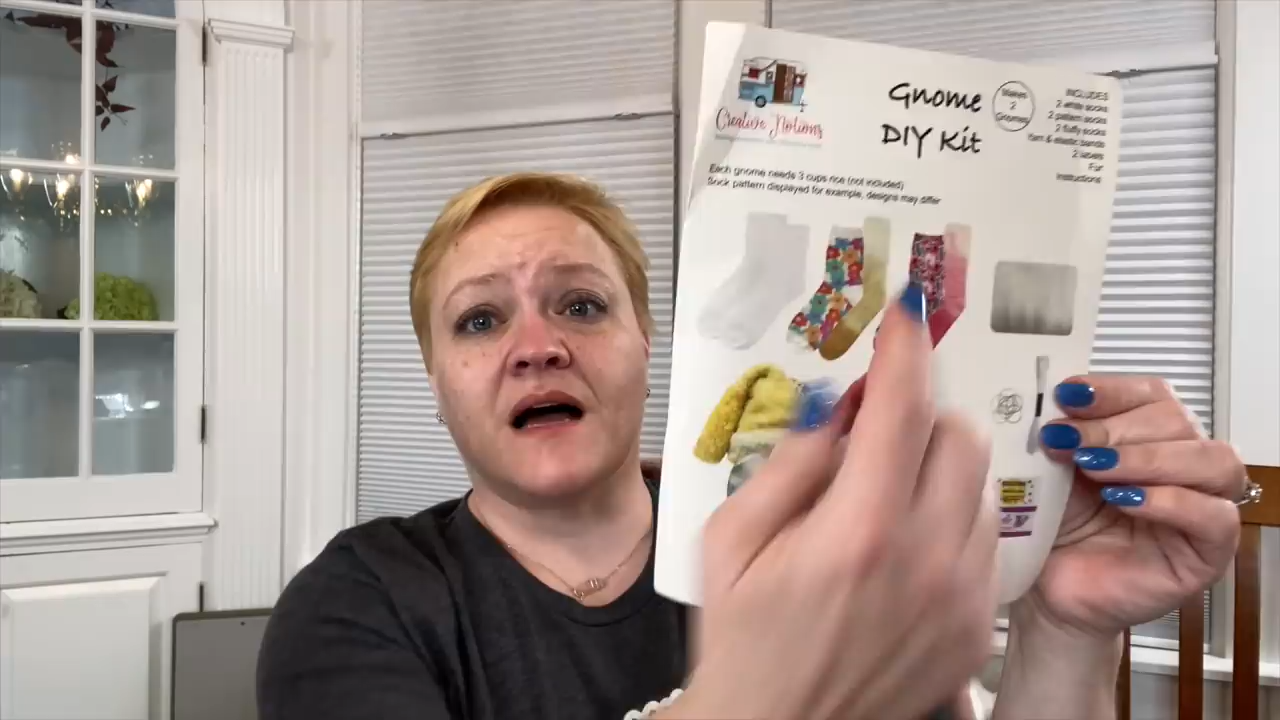 Creative Notions
Gnome
DIY Kit
Makes
2
Gnomes
INCLUDES
2 white socks
2 pattern socks
2 fluffy socks
Yarn & elastic bands
2 labels
Fur
Instructions
Each gnome needs 3 cups rice (not included)
Sock pattern displayed for example, designs may differ